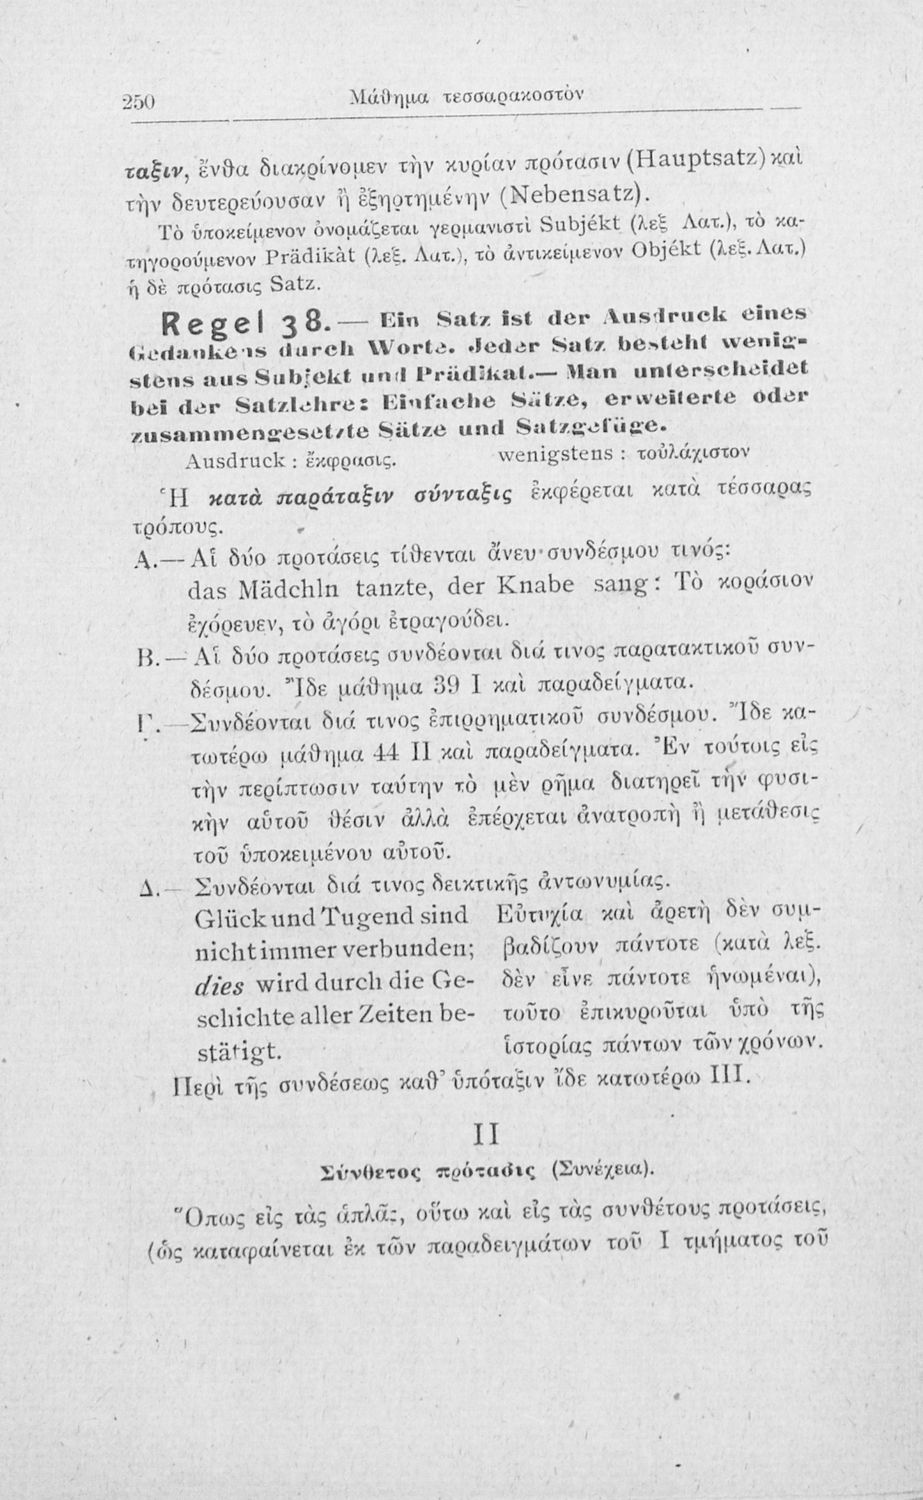 250
Μάθημα τεσσαρακοστὸν
ταξιν, ἔνθα διακρίνομεν τὴν κυρίαν πρότασιν (Hauptsatz) καὶ
τὴν δευτερεύουσαν ἢ ἐξηρτημένην (Nebensatz).
Τὸ ὑποκείμενον ὀνομάζεται γερμανιστὶ Subjékt (λεξ Λατ.), τὸ κα-
τηγορούμενον Prädikàt (λεξ. Λατ.), τὸ ἀντικείμενον Objékt (λεξ. Λατ.)
ἡ δὲ πρότασις Satz.
Regel 38.— Ein Satz ist der Ausdruck eines
Gedankens durch Worte. Jeder Satz besteht wenig-
stens aus Subjekt und Prädikat.— Man unterscheidet
bei der Satzlehre: Einfache Sätze, erweiterte oder
zusammengesetzte Sätze und Satzgefüge.
Ausdruck : ἔκφρασις. wenigstens : τοὐλάχιστον
Ἡ κατὰ παράταξιν σύνταξις ἐκφέρεται κατὰ τέσσαρας
τρόπους.
Α.— Αἱ δύο προτάσεις τίθενται ἄνευ συνδέσμου τινός:
das Mädchln tanzte, der Knabe sang : Τὸ κοράσιον
ἐχόρευεν, τὸ ἀγόρι ἐτραγούδει.
Β.— Αἱ δύο προτάσεις συνδέονται διά τινος παρατακτικοῦ συν-
δέσμου. Ἴδε μάθημα 39 I καὶ παραδείγματα.
Γ.—Συνδέονται διά τινος ἐπιρρηματικοῦ συνδέσμου. Ἴδε κα-
τωτέρω μάθημα 44 II καὶ παραδείγματα. Ἐν τούτοις εἰς
τὴν περίπτωσιν ταύτην τὸ μὲν ρῆμα διατηρεῖ τὴν φυσι-
κὴν αὑτοῦ θέσιν ἀλλὰ ἐπέρχεται ἀνατροπὴ ἢ μετάθεσις
τοῦ ὑποκειμένου αὐτοῦ.
Δ.— Συνδέονται διά τινος δεικτικῆς ἀντωνυμίας.
Glück und Tugend sind Εὐτυχία καὶ ἀρετὴ δὲν συμ-
nicht immer verbunden; βαδίζουν πάντοτε (κατὰ λεξ.
dies wird durch die Ge- δὲν εἶνε πάντοτε ἡνωμέναι),
schichte aller Zeiten be- τοῦτο ἐπικυροῦται ὑπὸ τῆς
stätigt. ἱστορίας πάντων τῶν χρόνων.
Περὶ τῆς συνδέσεως καθ' ὑπόταξιν ἴδε κατωτέρω III.
II
Σύνθετος πρότασις (Συνέχεια).
Ὅπως εἰς τὰς ἁπλᾶς, οὕτω καὶ εἰς τὰς συνθέτους προτάσεις,
(ὡς καταφαίνεται ἐκ τῶν παραδειγμάτων τοῦ I τμήματος τοῦ